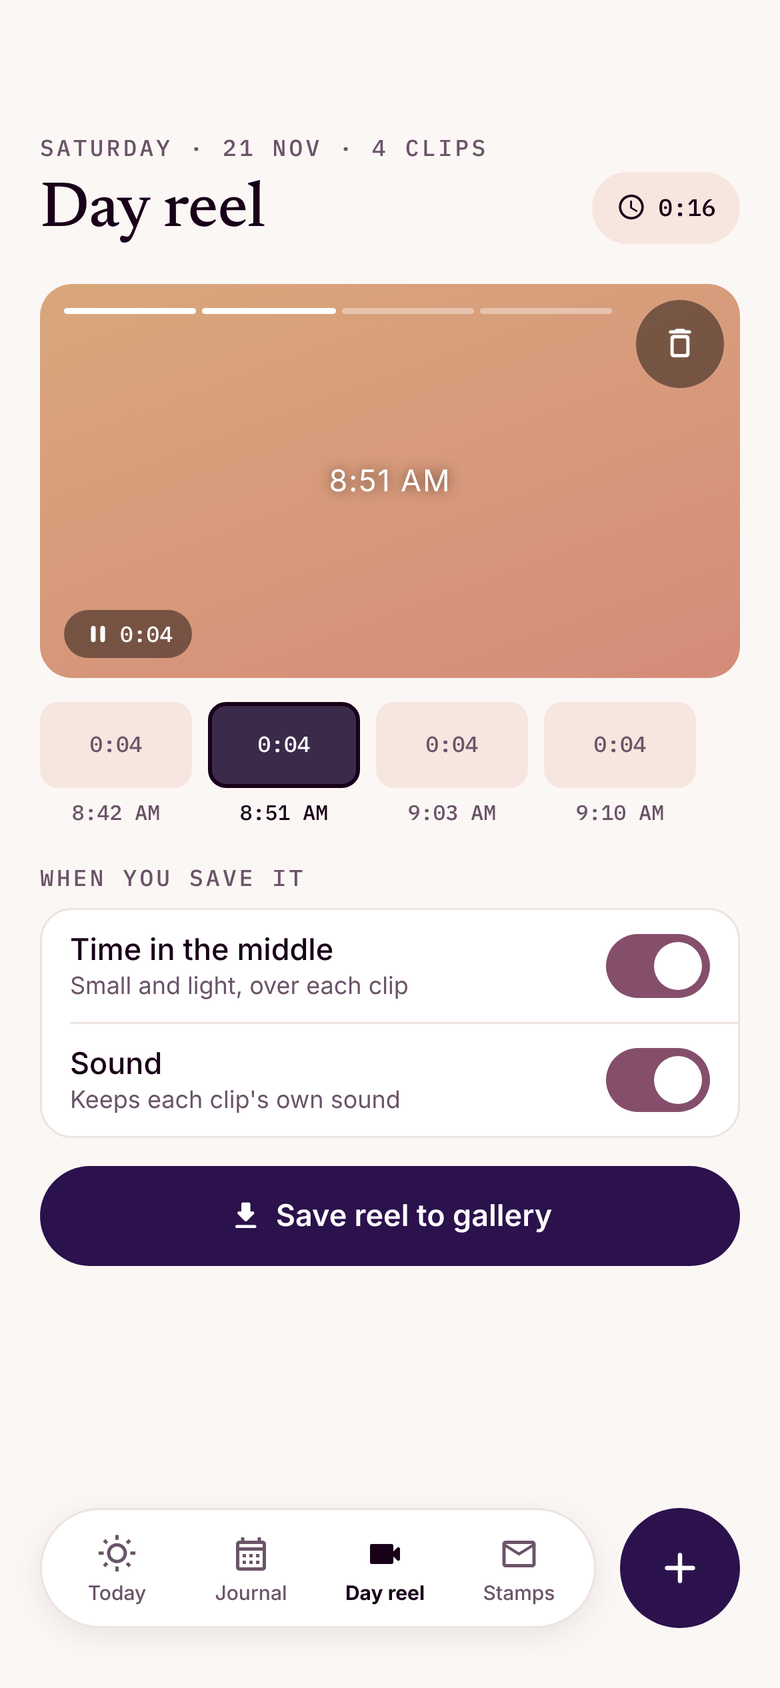 SATURDAY · 21 NOV · 4 CLIPS
Day reel
0:16
8:51 AM
0:04
0:04 0:04 0:04 0:04
8:42 AM 8:51 AM 9:03 AM 9:10 AM
WHEN YOU SAVE IT
Time in the middle
Small and light, over each clip
Sound
Keeps each clip's own sound
Save reel to gallery
Today Journal Day reel Stamps